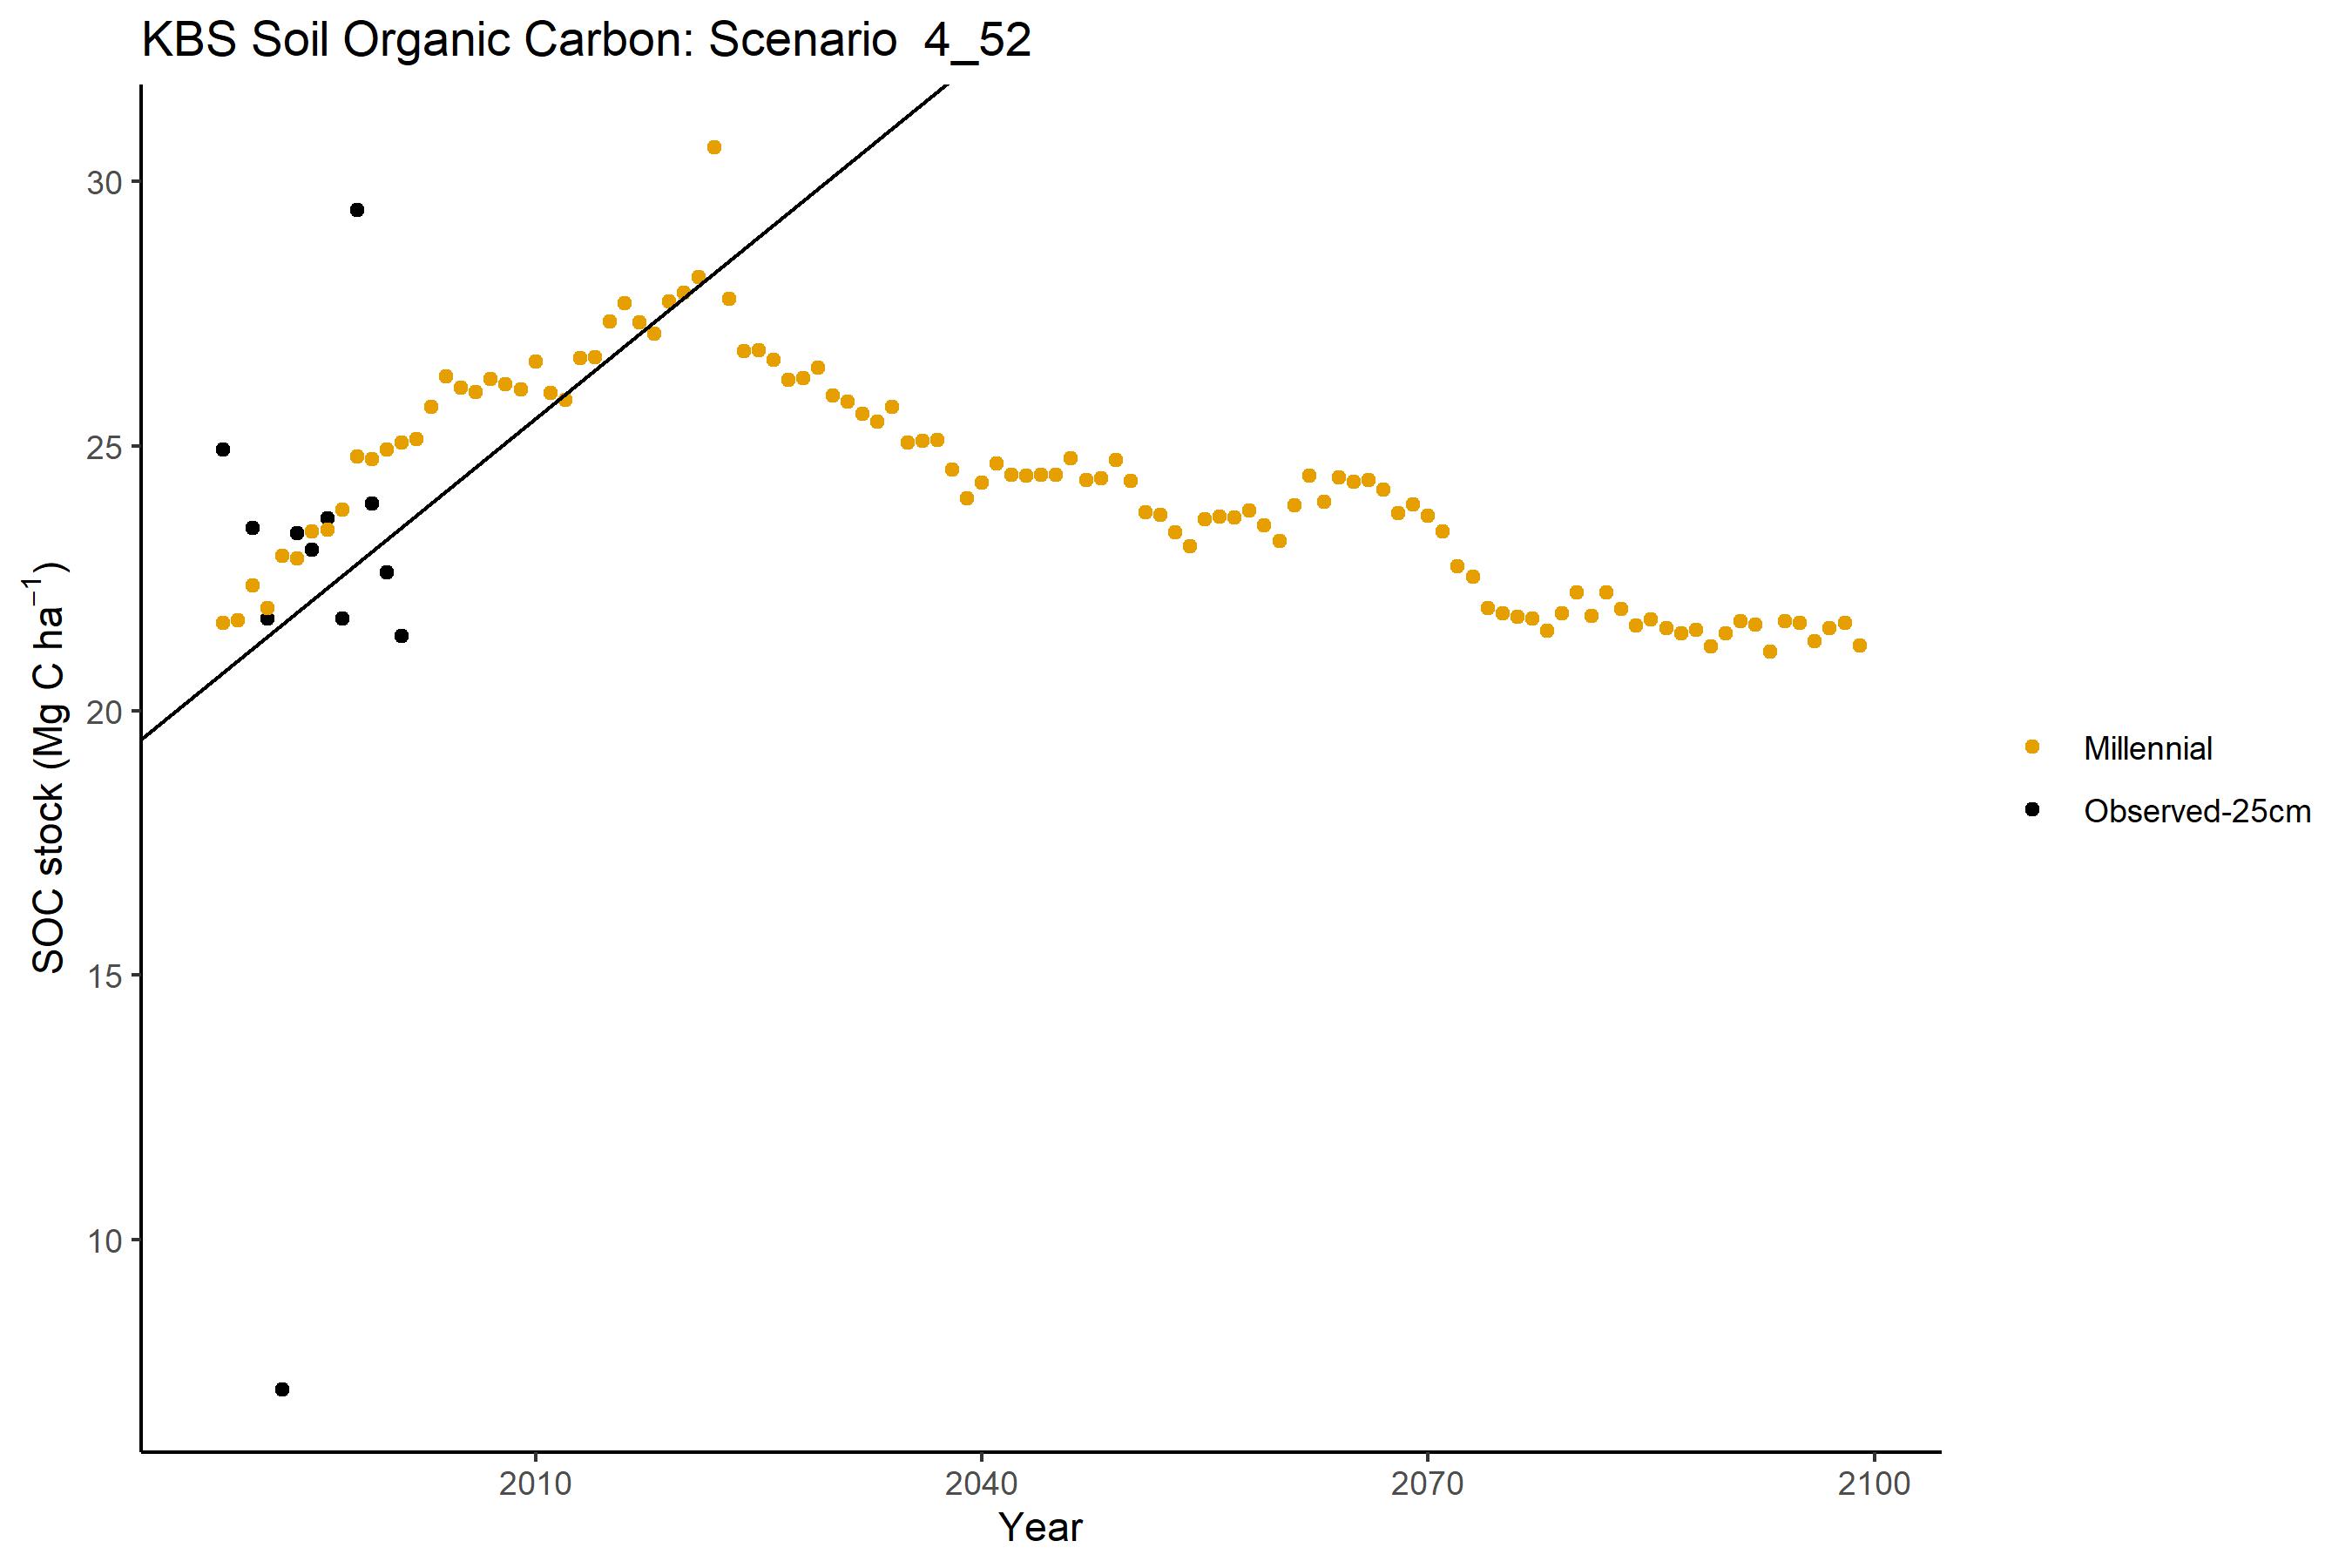 KBS Soil Organic Carbon: Scenario  4_52
30
25
20
15
10
SOC stock (Mg C ha⁻¹)
2010
2040
2070
2100
Year
Millennial
Observed-25cm